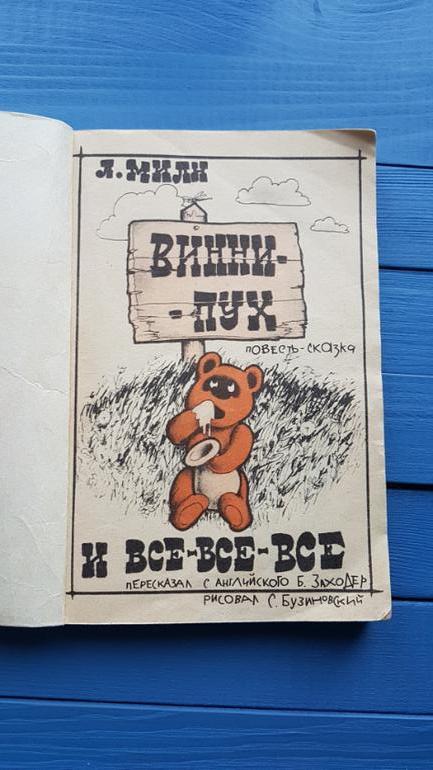 А. МИЛН
ВИННИ-
-ПУХ
ПОВЕСТЬ-СКАЗКА
И ВСЕ-ВСЕ-ВСЕ
ПЕРЕСКАЗАЛ С АНГЛИЙСКОГО Б. ЗАХОДЕР
РИСОВАЛ С. БУЗИНОВСКИЙ